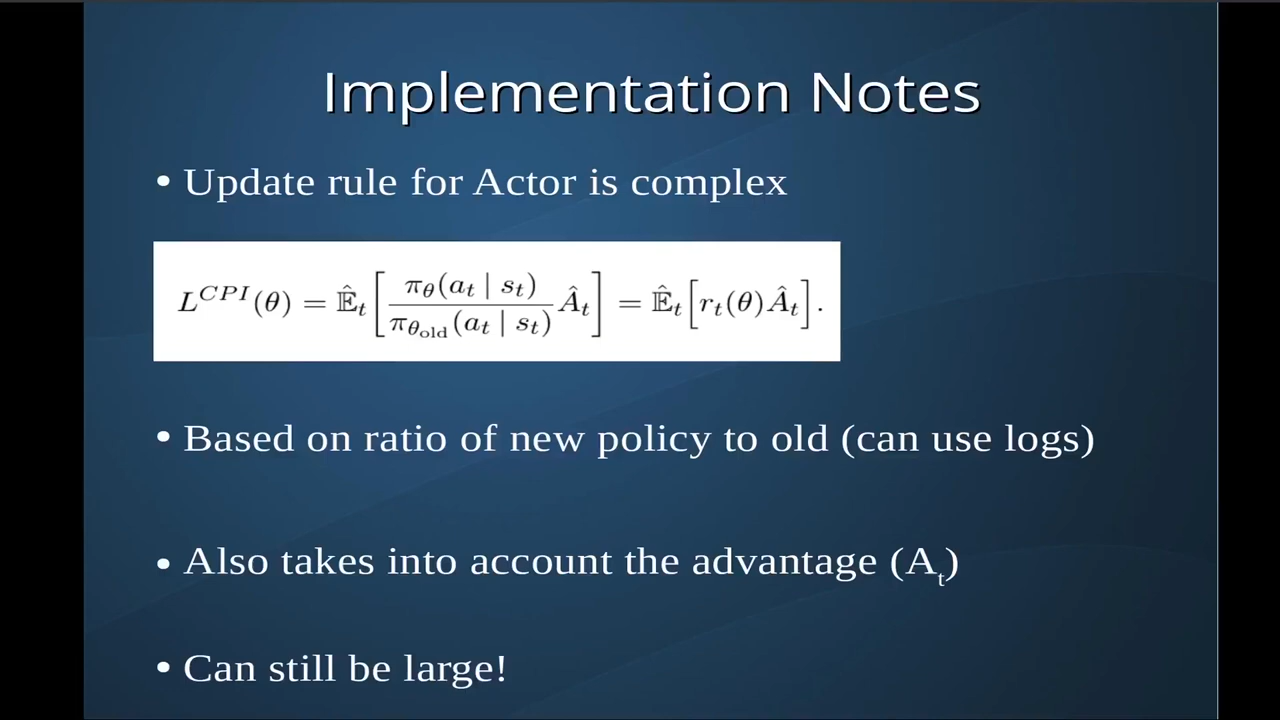 Implementation Notes
• Update rule for Actor is complex
L^{CPI}(θ) = 𝔼̂_t [ π_θ(a_t | s_t) / π_{θ_old}(a_t | s_t) Â_t ] = 𝔼̂_t [ r_t(θ) Â_t ].
• Based on ratio of new policy to old (can use logs)
• Also takes into account the advantage (A_t)
• Can still be large!